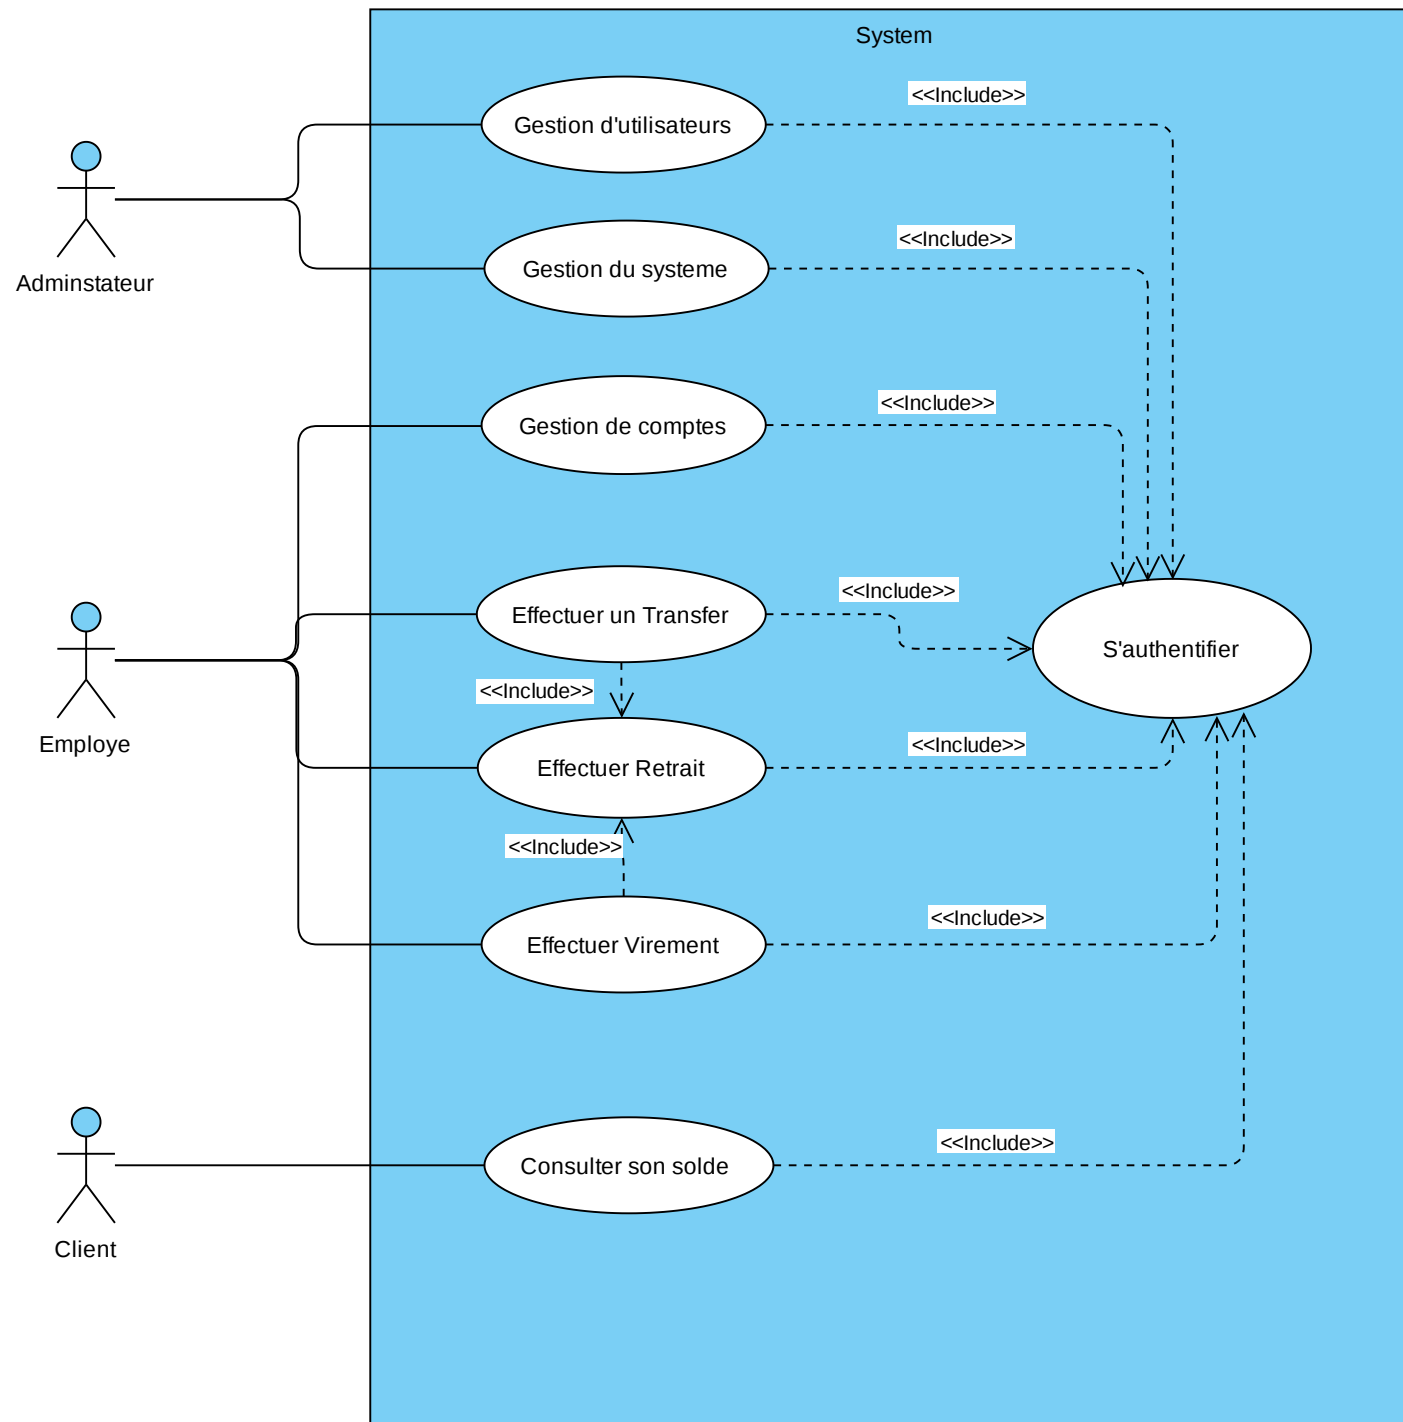 System
<<Include>>
Gestion d'utilisateurs
<<Include>>
Gestion du systeme
Adminstateur
<<Include>>
Gestion de comptes
<<Include>>
Effectuer un Transfer
S'authentifier
<<Include>>
Employe
<<Include>>
Effectuer Retrait
<<Include>>
<<Include>>
Effectuer Virement
<<Include>>
Consulter son solde
Client